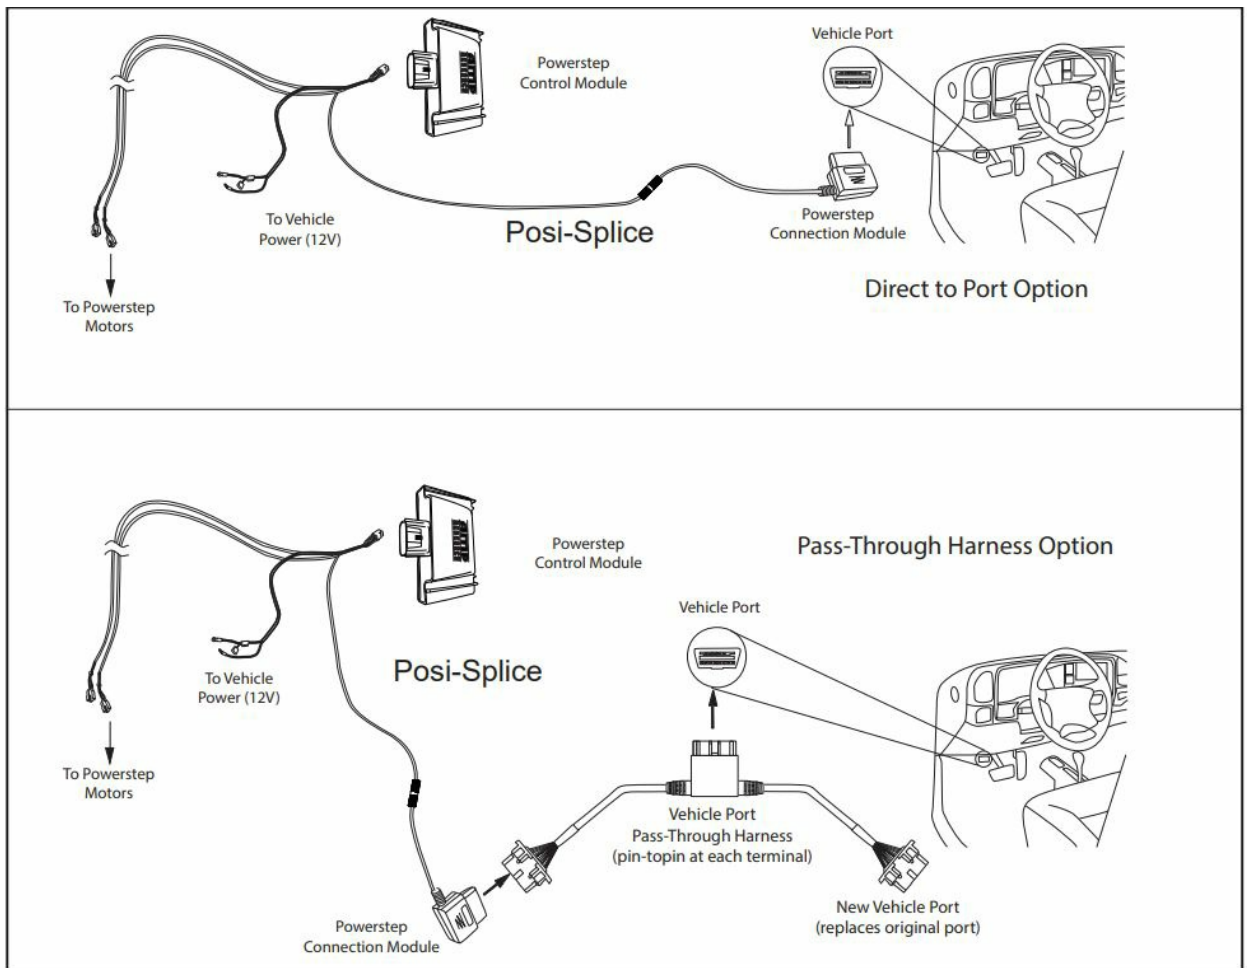 Vehicle Port
Powerstep
Control Module
To Vehicle
Power (12V)
Posi-Splice
Powerstep
Connection Module
To Powerstep
Motors
Direct to Port Option
Powerstep
Control Module
Pass-Through Harness Option
Vehicle Port
Posi-Splice
To Vehicle
Power (12V)
To Powerstep
Motors
Vehicle Port
Pass-Through Harness
(pin-topin at each terminal)
New Vehicle Port
(replaces original port)
Powerstep
Connection Module